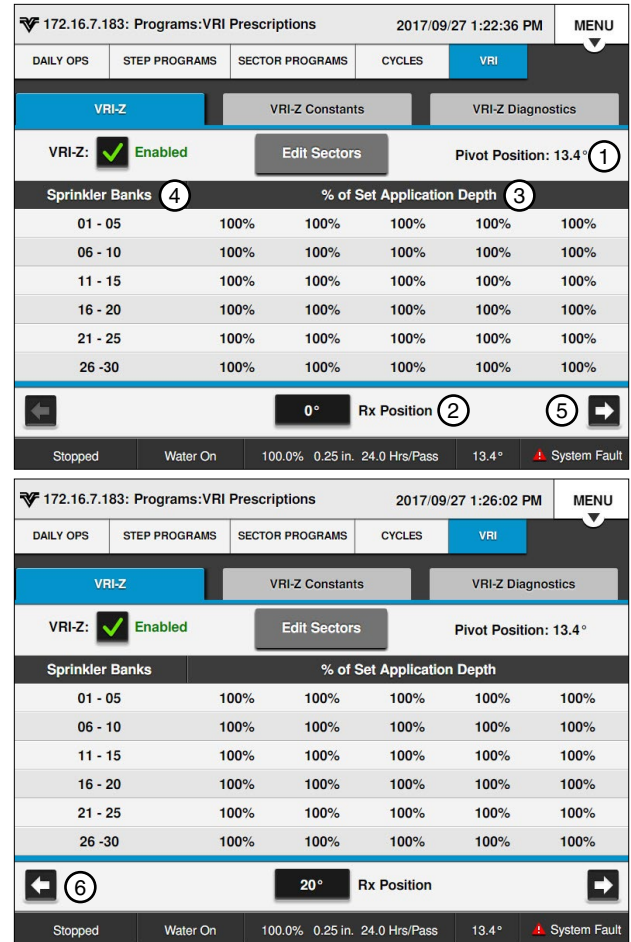 172.16.7.183: Programs:VRI Prescriptions 2017/09/27 1:22:36 PM MENU
DAILY OPS STEP PROGRAMS SECTOR PROGRAMS CYCLES VRI
VRI-Z VRI-Z Constants VRI-Z Diagnostics
VRI-Z: Enabled Edit Sectors Pivot Position: 13.4° 1
Sprinkler Banks 4 % of Set Application Depth 3
01 - 05 100% 100% 100% 100% 100%
06 - 10 100% 100% 100% 100% 100%
11 - 15 100% 100% 100% 100% 100%
16 - 20 100% 100% 100% 100% 100%
21 - 25 100% 100% 100% 100% 100%
26 -30 100% 100% 100% 100% 100%
0° Rx Position 2 5
Stopped Water On 100.0% 0.25 in. 24.0 Hrs/Pass 13.4° System Fault
172.16.7.183: Programs:VRI Prescriptions 2017/09/27 1:26:02 PM MENU
DAILY OPS STEP PROGRAMS SECTOR PROGRAMS CYCLES VRI
VRI-Z VRI-Z Constants VRI-Z Diagnostics
VRI-Z: Enabled Edit Sectors Pivot Position: 13.4°
Sprinkler Banks % of Set Application Depth
01 - 05 100% 100% 100% 100% 100%
06 - 10 100% 100% 100% 100% 100%
11 - 15 100% 100% 100% 100% 100%
16 - 20 100% 100% 100% 100% 100%
21 - 25 100% 100% 100% 100% 100%
26 -30 100% 100% 100% 100% 100%
6 20° Rx Position
Stopped Water On 100.0% 0.25 in. 24.0 Hrs/Pass 13.4° System Fault